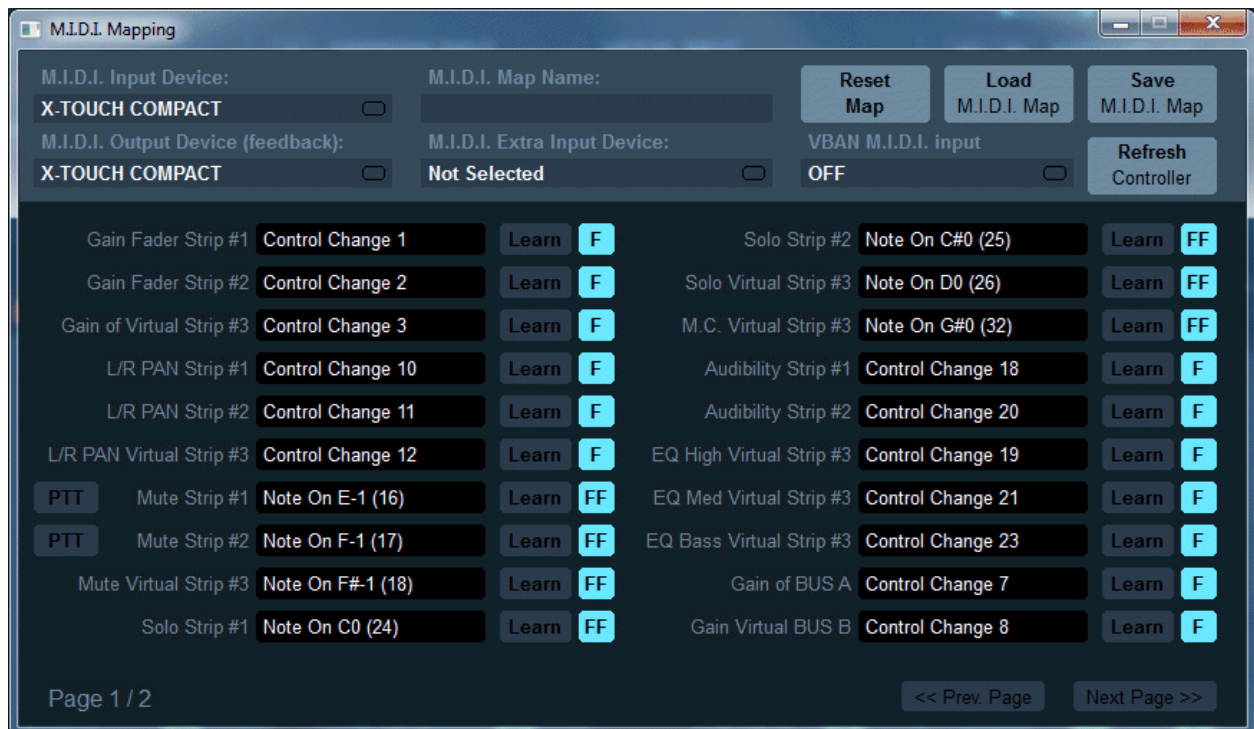 M.I.D.I. Mapping
M.I.D.I. Input Device:
X-TOUCH COMPACT
M.I.D.I. Map Name:
Reset
Map
Load
M.I.D.I. Map
Save
M.I.D.I. Map
M.I.D.I. Output Device (feedback):
X-TOUCH COMPACT
M.I.D.I. Extra Input Device:
Not Selected
VBAN M.I.D.I. input
OFF
Refresh
Controller
Gain Fader Strip #1 Control Change 1 Learn F
Gain Fader Strip #2 Control Change 2 Learn F
Gain of Virtual Strip #3 Control Change 3 Learn F
L/R PAN Strip #1 Control Change 10 Learn F
L/R PAN Strip #2 Control Change 11 Learn F
L/R PAN Virtual Strip #3 Control Change 12 Learn F
PTT Mute Strip #1 Note On E-1 (16) Learn FF
PTT Mute Strip #2 Note On F-1 (17) Learn FF
Mute Virtual Strip #3 Note On F#-1 (18) Learn FF
Solo Strip #1 Note On C0 (24) Learn FF
Solo Strip #2 Note On C#0 (25) Learn FF
Solo Virtual Strip #3 Note On D0 (26) Learn FF
M.C. Virtual Strip #3 Note On G#0 (32) Learn FF
Audibility Strip #1 Control Change 18 Learn F
Audibility Strip #2 Control Change 20 Learn F
EQ High Virtual Strip #3 Control Change 19 Learn F
EQ Med Virtual Strip #3 Control Change 21 Learn F
EQ Bass Virtual Strip #3 Control Change 23 Learn F
Gain of BUS A Control Change 7 Learn F
Gain Virtual BUS B Control Change 8 Learn F
Page 1 / 2
<< Prev. Page
Next Page >>